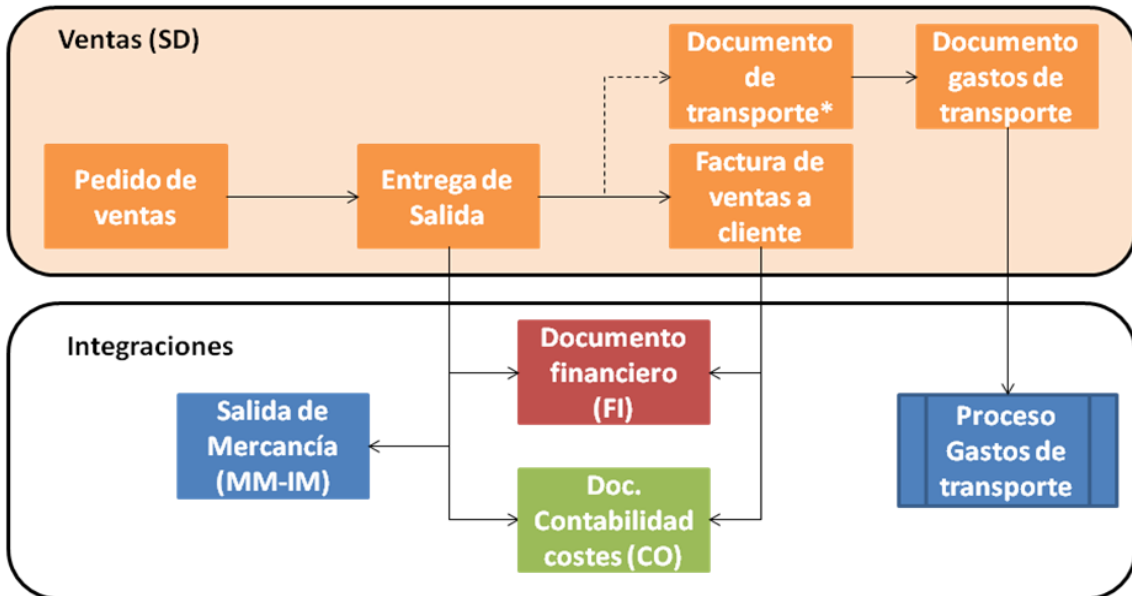 Ventas (SD)
Documento
de
transporte*
Documento
gastos de
transporte
Pedido de
ventas
Entrega de
Salida
Factura de
ventas a
cliente
Integraciones
Documento
financiero
(FI)
Salida de
Mercancía
(MM-IM)
Proceso
Gastos de
transporte
Doc.
Contabilidad
costes (CO)